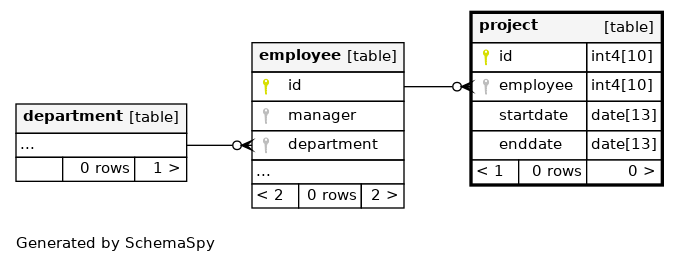 department [table]
...
0 rows 1 >
employee [table]
id
manager
department
...
< 2 0 rows 2 >
project [table]
id int4[10]
employee int4[10]
startdate date[13]
enddate date[13]
< 1 0 rows 0 >
Generated by SchemaSpy